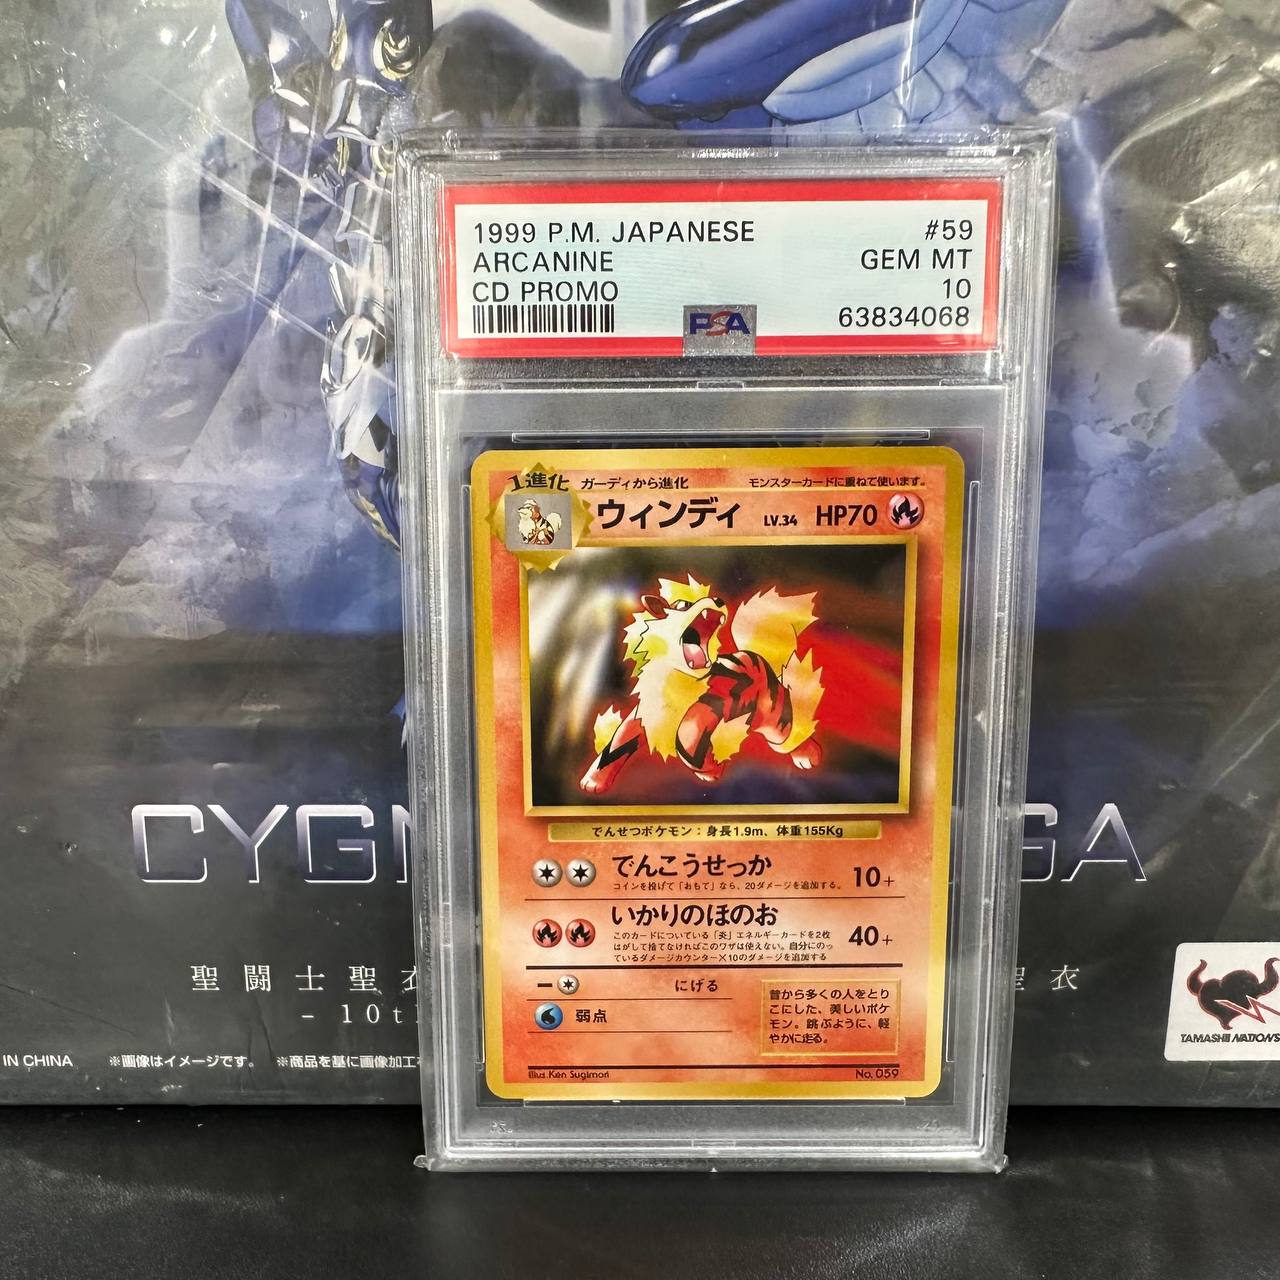 1999 P.M. JAPANESE #59
ARCANINE GEM MT
CD PROMO 10
63834068
PSA
1進化 ガーディから進化 モンスターカードに重ねて使います。
ウィンディ LV.34 HP70
でんせつポケモン：身長1.9m、体重155Kg
でんこうせっか 10+
コインを投げて「おもて」なら、20ダメージを追加する。
いかりのほのお 40+
このカードについている「炎」エネルギーカードを2枚
はがして捨てなければこのワザは使えない。自分にのっ
ているダメージカウンター×10のダメージを追加する
にげる
弱点
昔から多くの人をとり
こにした、美しいポケ
モン。跳ぶように、軽
やかに走る。
Illus. Ken Sugimori No. 059
CYGN
GA
聖闘士聖衣
聖衣
- 10t
IN CHINA ※画像はイメージです。 ※商品を基に画像加工
TAMASHII NATIONS